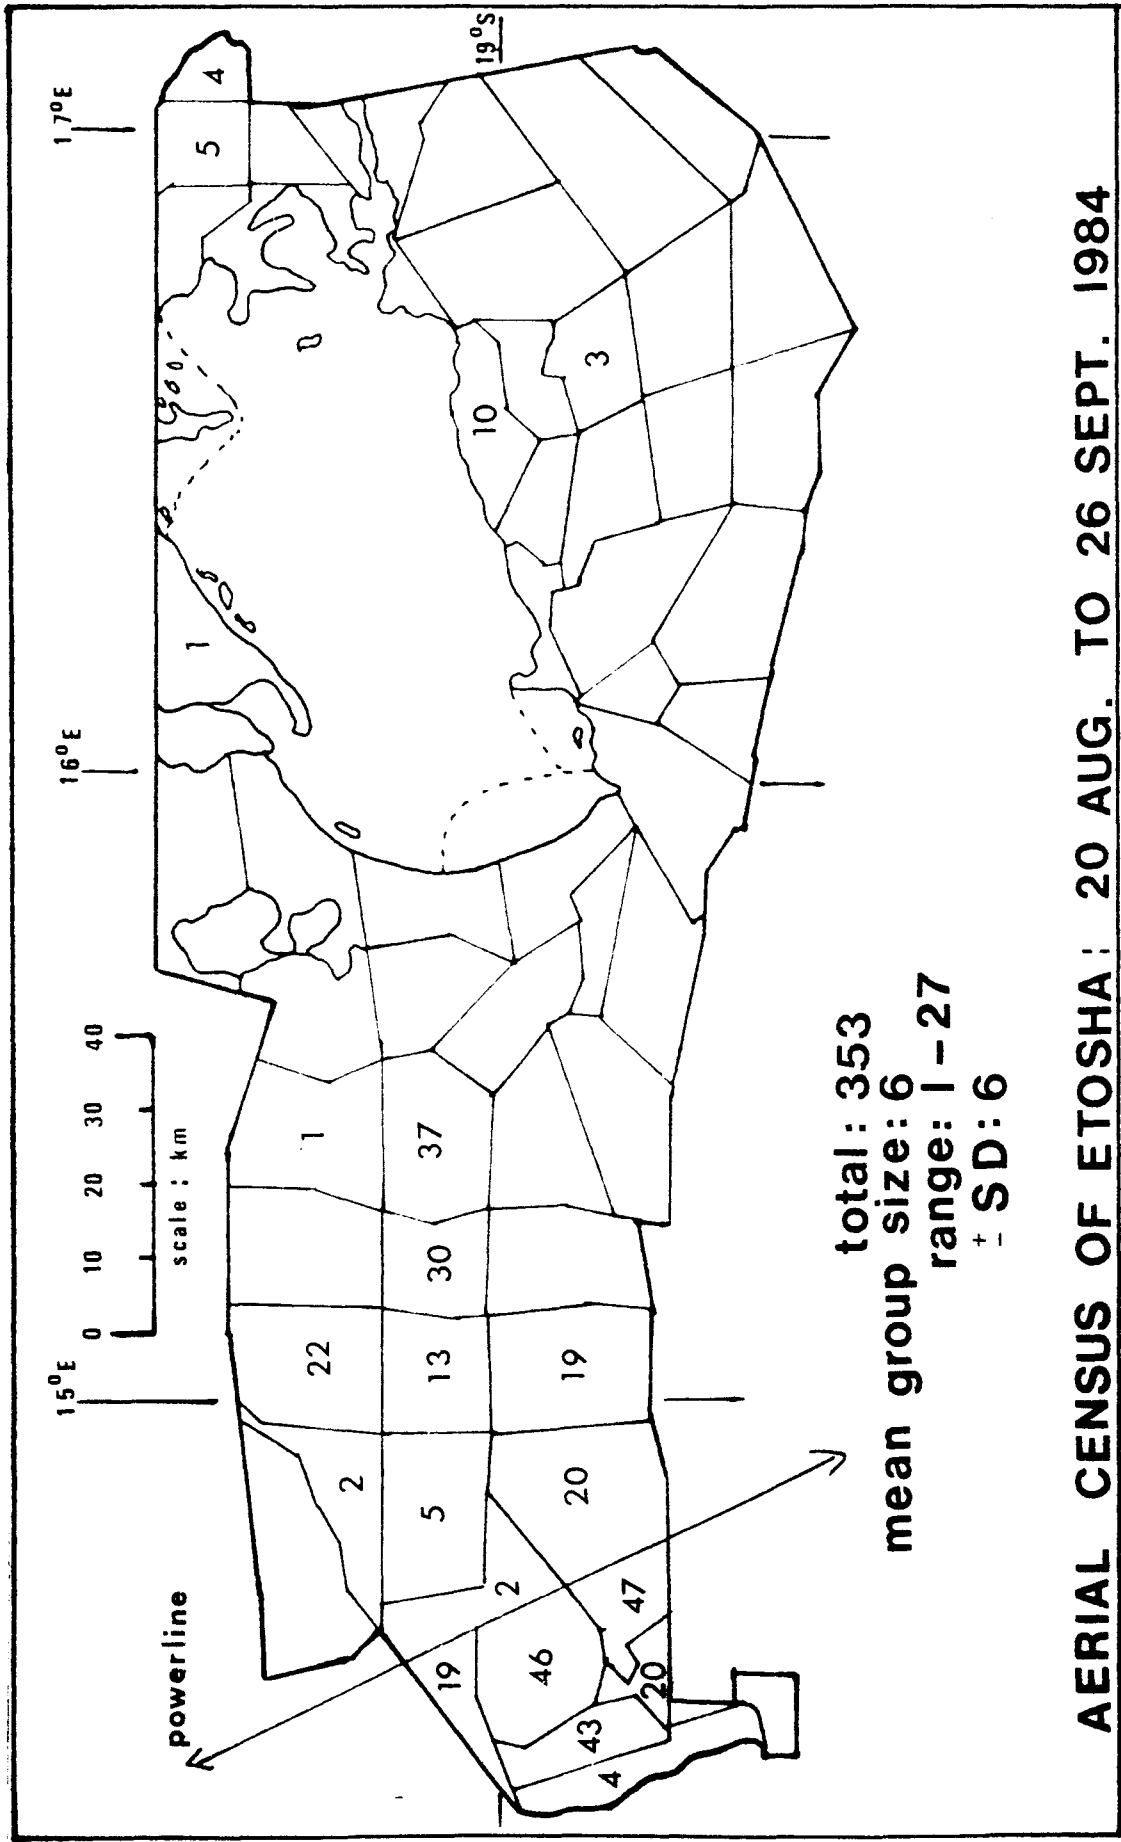 15°E
16°E
17°E
19°S
0 10 20 30 40
scale: km
powerline
4
5
1
10
3
1
37
30
22
13
19
2
5
20
2
47
19
46
20
43
4
total: 353
mean group size: 6
range: 1-27
± SD: 6
AERIAL CENSUS OF ETOSHA: 20 AUG. TO 26 SEPT. 1984